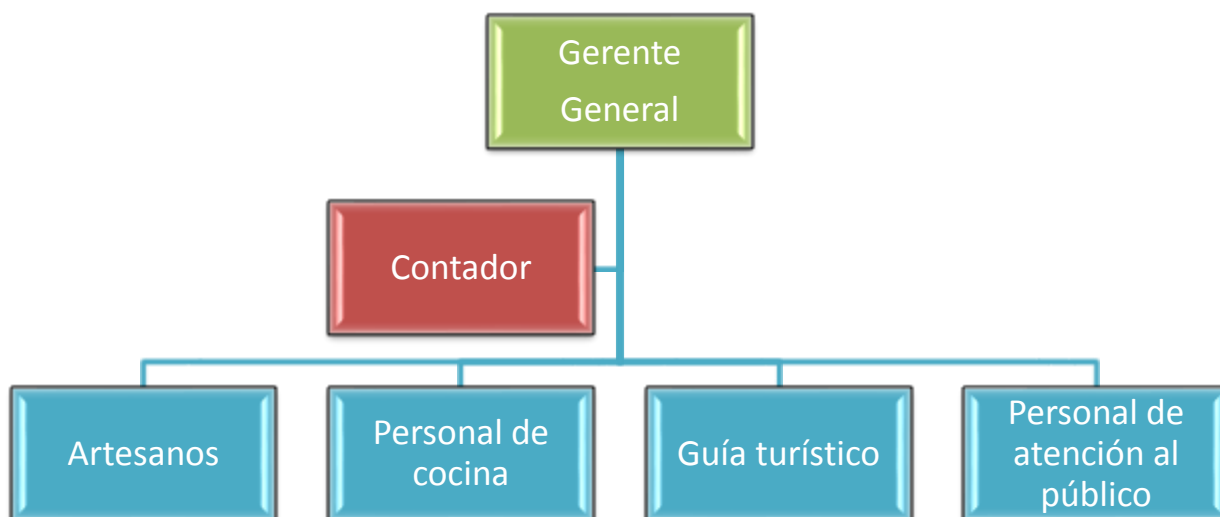 Gerente
General
Contador
Artesanos
Personal de
cocina
Guía turístico
Personal de
atención al
público